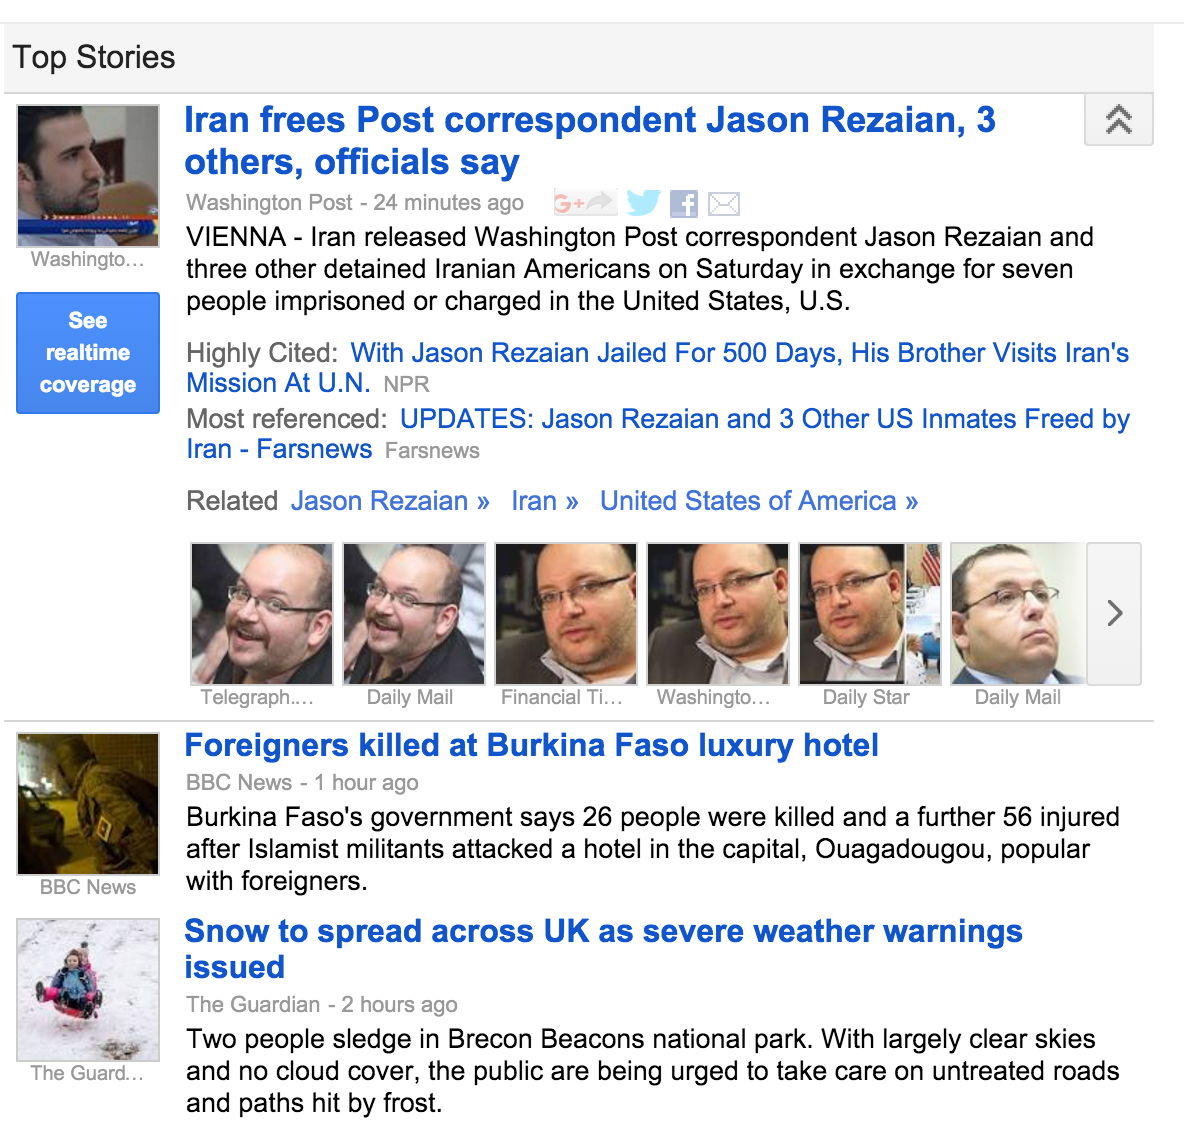 Top Stories
Iran frees Post correspondent Jason Rezaian, 3
others, officials say
Washington Post - 24 minutes ago
G+
VIENNA - Iran released Washington Post correspondent Jason Rezaian and
three other detained Iranian Americans on Saturday in exchange for seven
people imprisoned or charged in the United States, U.S.
Washingto…
See
realtime
coverage
Highly Cited: With Jason Rezaian Jailed For 500 Days, His Brother Visits Iran's
Mission At U.N. NPR
Most referenced: UPDATES: Jason Rezaian and 3 Other US Inmates Freed by
Iran - Farsnews Farsnews
Related Jason Rezaian » Iran » United States of America »
Telegraph.… Daily Mail Financial Ti… Washingto… Daily Star Daily Mail
Foreigners killed at Burkina Faso luxury hotel
BBC News - 1 hour ago
Burkina Faso's government says 26 people were killed and a further 56 injured
after Islamist militants attacked a hotel in the capital, Ouagadougou, popular
with foreigners.
BBC News
Snow to spread across UK as severe weather warnings
issued
The Guardian - 2 hours ago
Two people sledge in Brecon Beacons national park. With largely clear skies
and no cloud cover, the public are being urged to take care on untreated roads
and paths hit by frost.
The Guard…